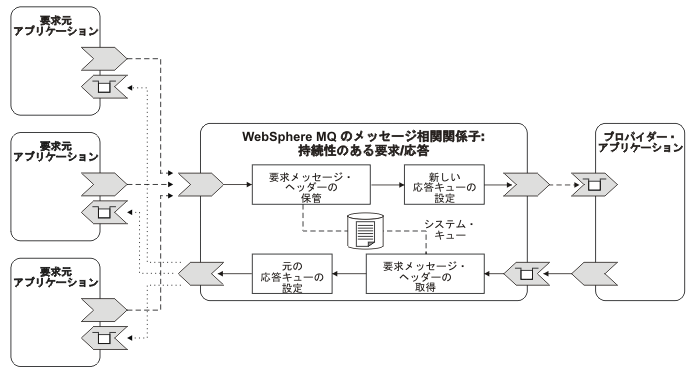 要求元
アプリケーション
要求元
アプリケーション
要求元
アプリケーション
WebSphere MQ のメッセージ相関関係子:
持続性のある要求/応答
要求メッセージ・
ヘッダーの
保管
新しい
応答キューの
設定
システム・
キュー
元の
応答キューの
設定
要求メッセージ・
ヘッダーの
取得
プロバイダー・
アプリケーション